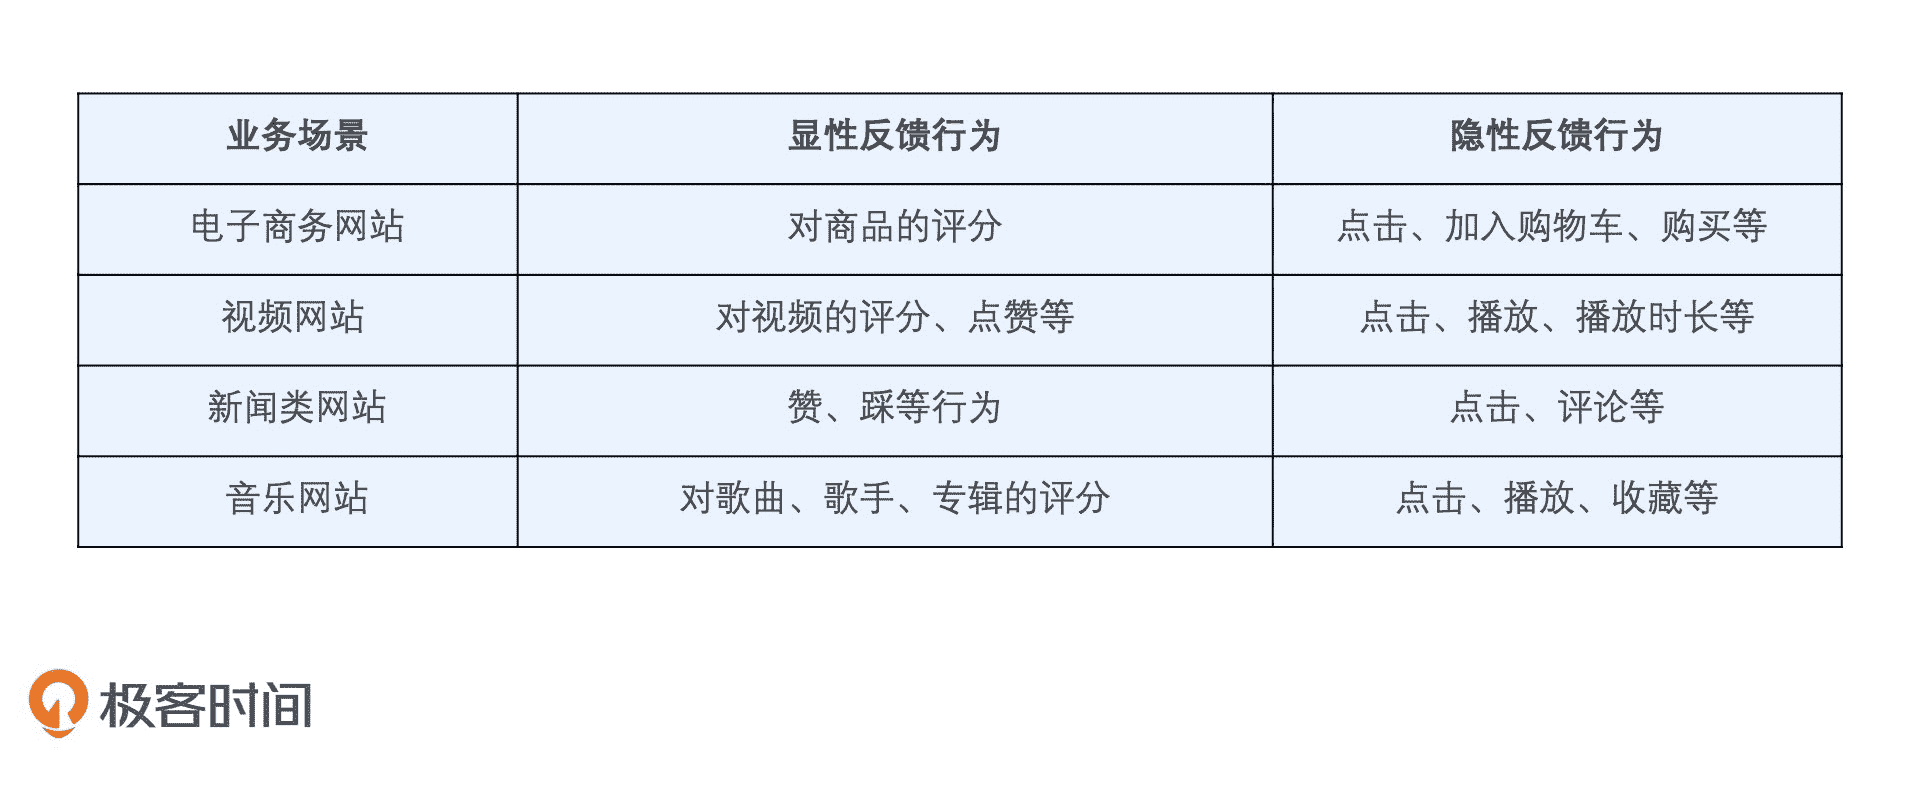 业务场景 显性反馈行为 隐性反馈行为
电子商务网站 对商品的评分 点击、加入购物车、购买等
视频网站 对视频的评分、点赞等 点击、播放、播放时长等
新闻类网站 赞、踩等行为 点击、评论等
音乐网站 对歌曲、歌手、专辑的评分 点击、播放、收藏等
极客时间